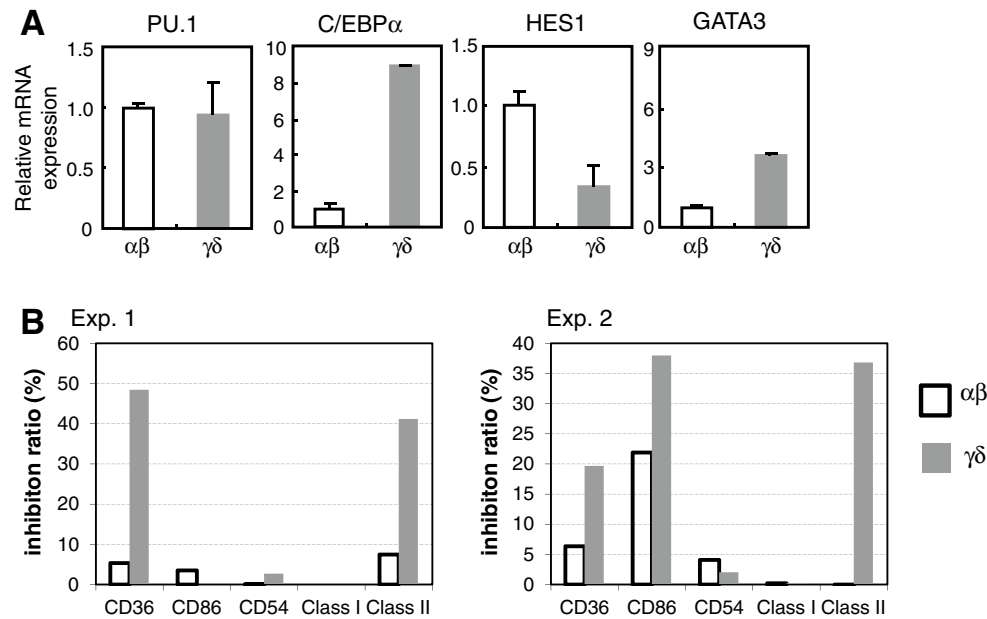 A
PU.1
C/EBPα
HES1
GATA3
Relative mRNA
expression
1.5
1.0
0.5
0
αβ
γδ
10
8
6
4
2
0
αβ
γδ
1.5
1.0
0.5
0
αβ
γδ
9
6
3
0
αβ
γδ
B
Exp. 1
inhibiton ratio (%)
60
50
40
30
20
10
0
CD36
CD86
CD54
Class I
Class II
Exp. 2
inhibiton ratio (%)
40
35
30
25
20
15
10
5
0
CD36
CD86
CD54
Class I
Class II
αβ
γδ